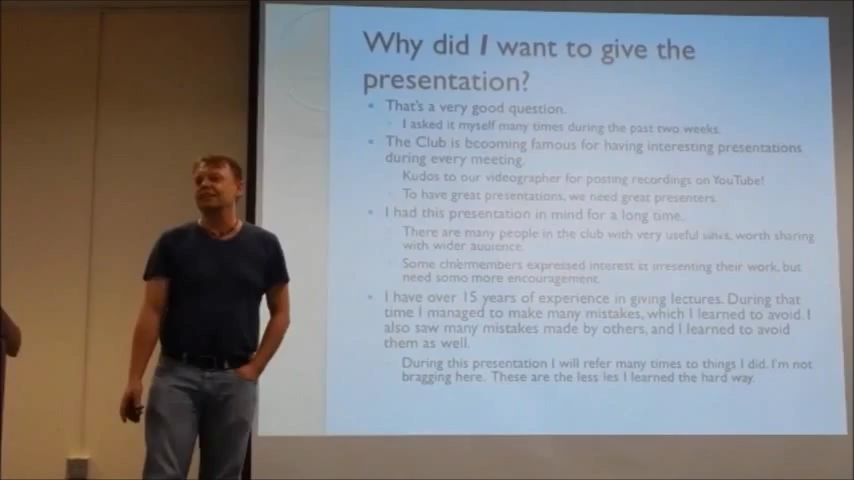 Why did I want to give the
presentation?
That's a very good question.
I asked it myself many times during the past two weeks.
The Club is becoming famous for having interesting presentations
during every meeting.
Kudos to our videographer for posting recordings on YouTube!
To have great presentations, we need great presenters.
I had this presentation in mind for a long time.
There are many people in the club with very useful worth sharing
with wider audience.
Some expressed interest their work, but
need some more encouragement.
I have over 15 years of experience in giving lectures. During that
time I managed to make many mistakes, which I learned to avoid. I
also saw many mistakes made by others, and I learned to avoid
them as well.
During this presentation I will refer many times to things I did. I'm not
bragging here. These are the I learned the hard way.